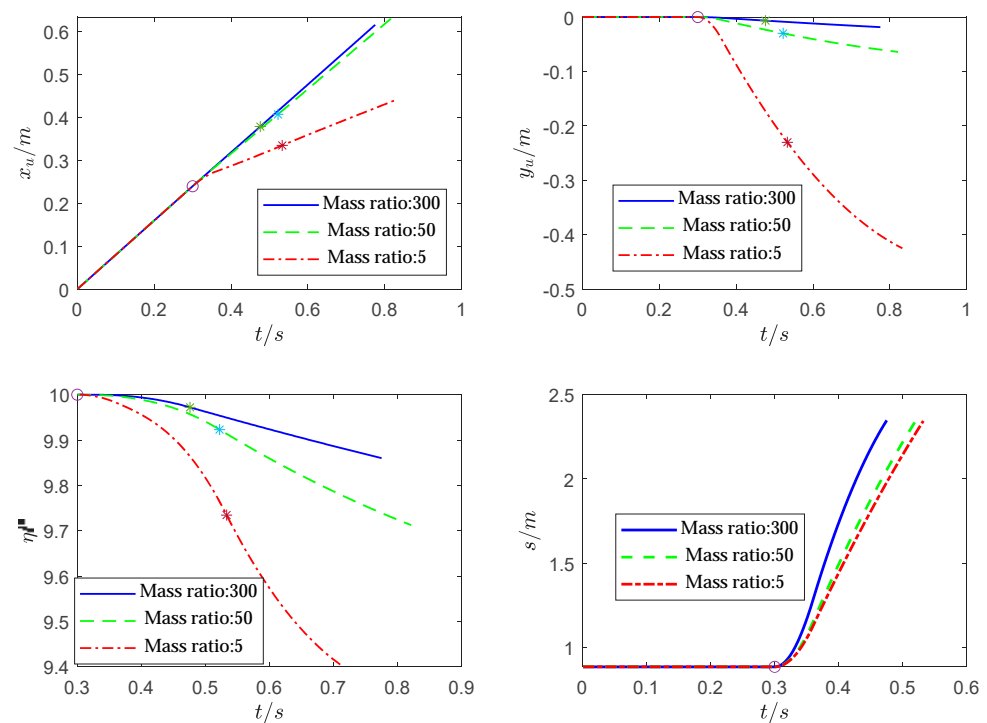 0.6
0.5
0.4
0.3
0.2
0.1
0
x_u/m
0 0.2 0.4 0.6 0.8 1
t/s
Mass ratio:300
Mass ratio:50
Mass ratio:5
0
-0.1
-0.2
-0.3
-0.4
-0.5
y_u/m
0 0.2 0.4 0.6 0.8 1
t/s
Mass ratio:300
Mass ratio:50
Mass ratio:5
10
9.9
9.8
9.7
9.6
9.5
9.4
0.3 0.4 0.5 0.6 0.7 0.8 0.9
t/s
Mass ratio:300
Mass ratio:50
Mass ratio:5
2.5
2
1.5
1
s/m
0 0.1 0.2 0.3 0.4 0.5 0.6
t/s
Mass ratio:300
Mass ratio:50
Mass ratio:5